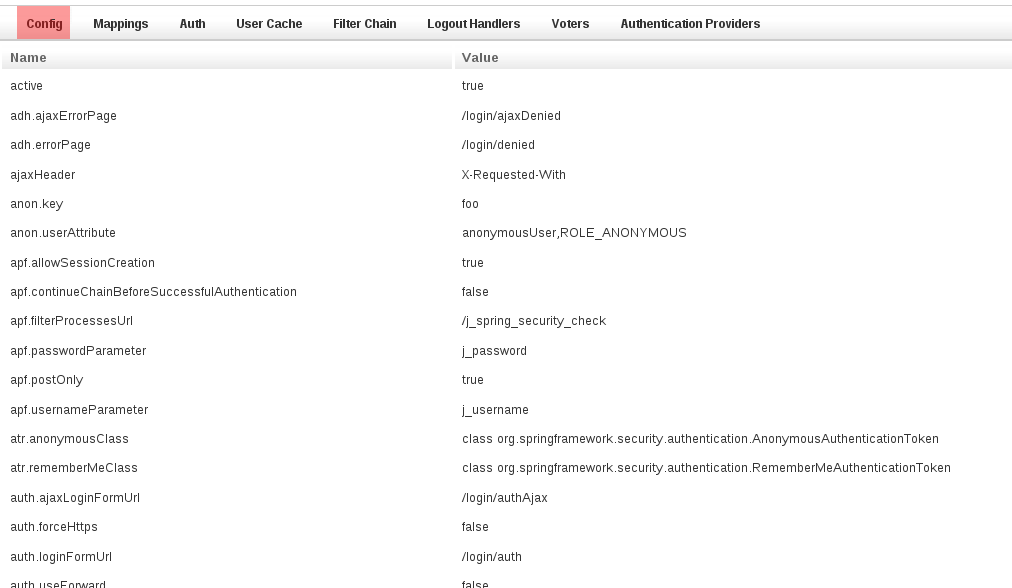 Config Mappings Auth User Cache Filter Chain Logout Handlers Voters Authentication Providers
Name Value
active true
adh.ajaxErrorPage /login/ajaxDenied
adh.errorPage /login/denied
ajaxHeader X-Requested-With
anon.key foo
anon.userAttribute anonymousUser,ROLE_ANONYMOUS
apf.allowSessionCreation true
apf.continueChainBeforeSuccessfulAuthentication false
apf.filterProcessesUrl /j_spring_security_check
apf.passwordParameter j_password
apf.postOnly true
apf.usernameParameter j_username
atr.anonymousClass class org.springframework.security.authentication.AnonymousAuthenticationToken
atr.rememberMeClass class org.springframework.security.authentication.RememberMeAuthenticationToken
auth.ajaxLoginFormUrl /login/authAjax
auth.forceHttps false
auth.loginFormUrl /login/auth
auth.useForward false